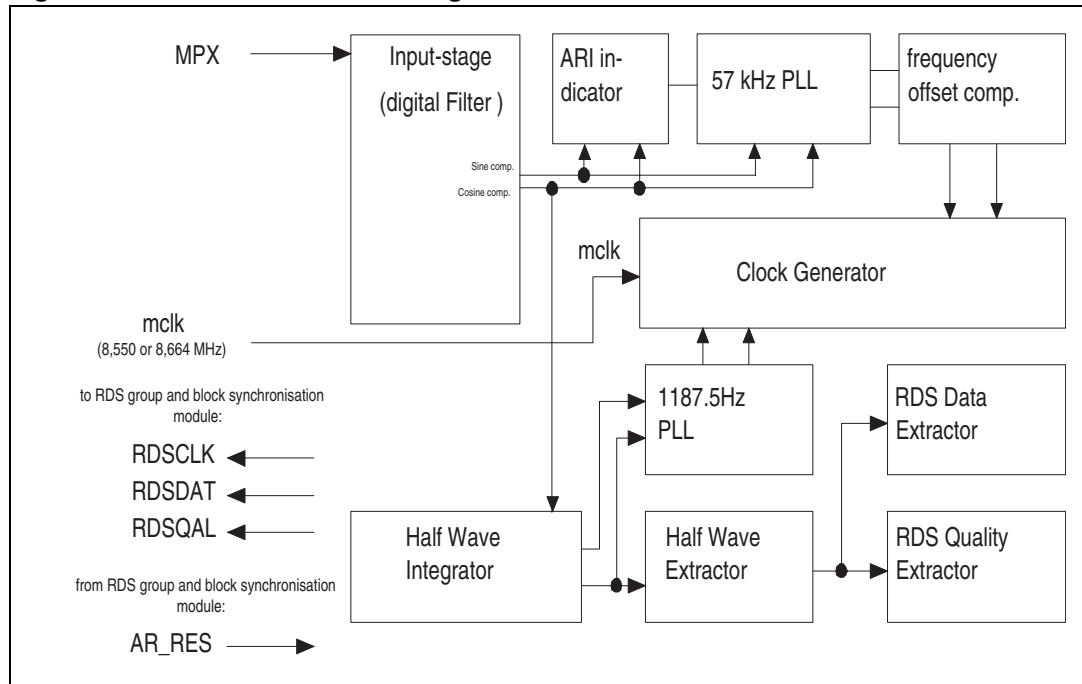 MPX
Input-stage
(digital Filter )
Sine comp.
Cosine comp.
ARI in-
dicator
57 kHz PLL
frequency
offset comp.
mclk
Clock Generator
mclk
(8,550 or 8,664 MHz)
to RDS group and block synchronisation
module:
RDSCLK
RDSDAT
RDSQAL
from RDS group and block synchronisation
module:
AR_RES
1187.5Hz
PLL
RDS Data
Extractor
Half Wave
Integrator
Half Wave
Extractor
RDS Quality
Extractor